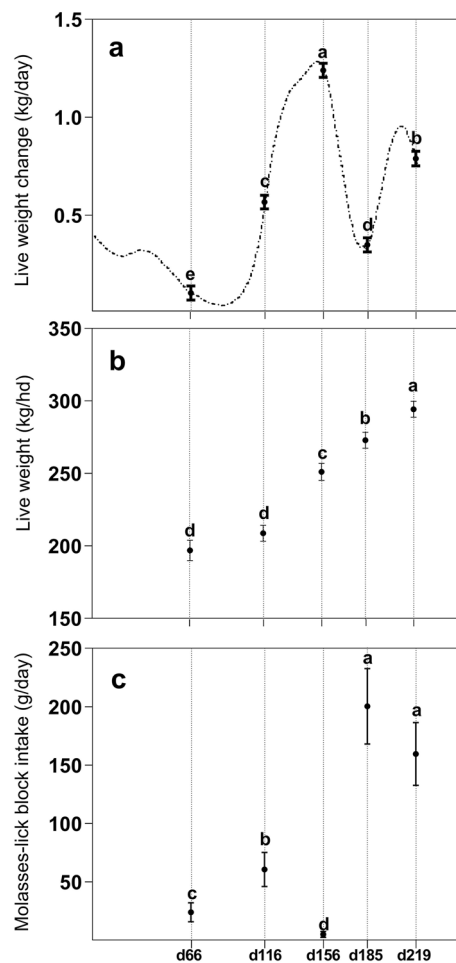 Live weight change (kg/day)
1.5
1.0
0.5
a
e
c
a
d
b
Live weight (kg/hd)
350
300
250
200
150
b
d
d
c
b
a
Molasses-lick block intake (g/day)
250
200
150
100
50
c
c
b
d
a
a
d66 d116 d156 d185 d219